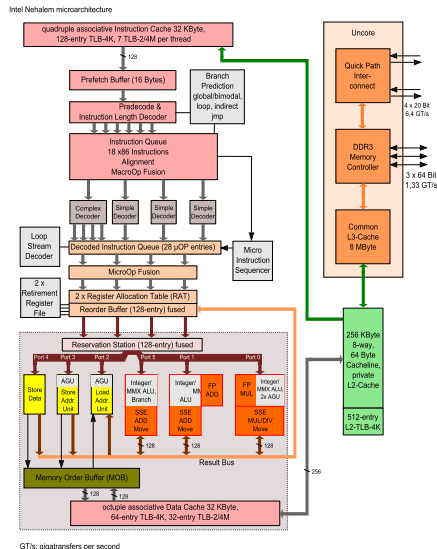 Intel Nehalem microarchitecture
quadruple associative Instruction Cache 32 KByte,
128-entry TLB-4K, 7 TLB-2/4M per thread
128
Prefetch Buffer (16 Bytes)
Predecode &
Instruction Length Decoder
Branch
Prediction
global/bimodal,
loop, indirect
jmp
Instruction Queue
18 x86 Instructions
Alignment
MacroOp Fusion
Complex
Decoder
Simple
Decoder
Simple
Decoder
Simple
Decoder
Loop
Stream
Decoder
Decoded Instruction Queue (28 µOP entries)
Micro
Instruction
Sequencer
MicroOp Fusion
2 x
Retirement
Register
File
2 x Register Allocation Table (RAT)
Reorder Buffer (128-entry) fused
Reservation Station (128-entry) fused
Port 4
Port 3
Port 2
Port 5
Port 1
Port 0
Store
Data
AGU
Store
Addr.
Unit
AGU
Load
Addr.
Unit
Integer/
MMX ALU,
Branch
SSE
ADD
Move
Integer/
MMX
ALU
FP
ADD
SSE
ADD
Move
FP
MUL
Integer/
MMX ALU,
2x AGU
SSE
MUL/DIV
Move
128
128
128
Result Bus
Memory Order Buffer (MOB)
128
128
octuple associative Data Cache 32 KByte,
64-entry TLB-4K, 32-entry TLB-2/4M
256
Uncore
Quick Path
Inter-
connect
4 x 20 Bit
6,4 GT/s
DDR3
Memory
Controller
3 x 64 Bit
1,33 GT/s
Common
L3-Cache
8 MByte
256 KByte
8-way,
64 Byte
Cacheline,
private
L2-Cache
512-entry
L2-TLB-4K
GT/s: gigatransfers per second